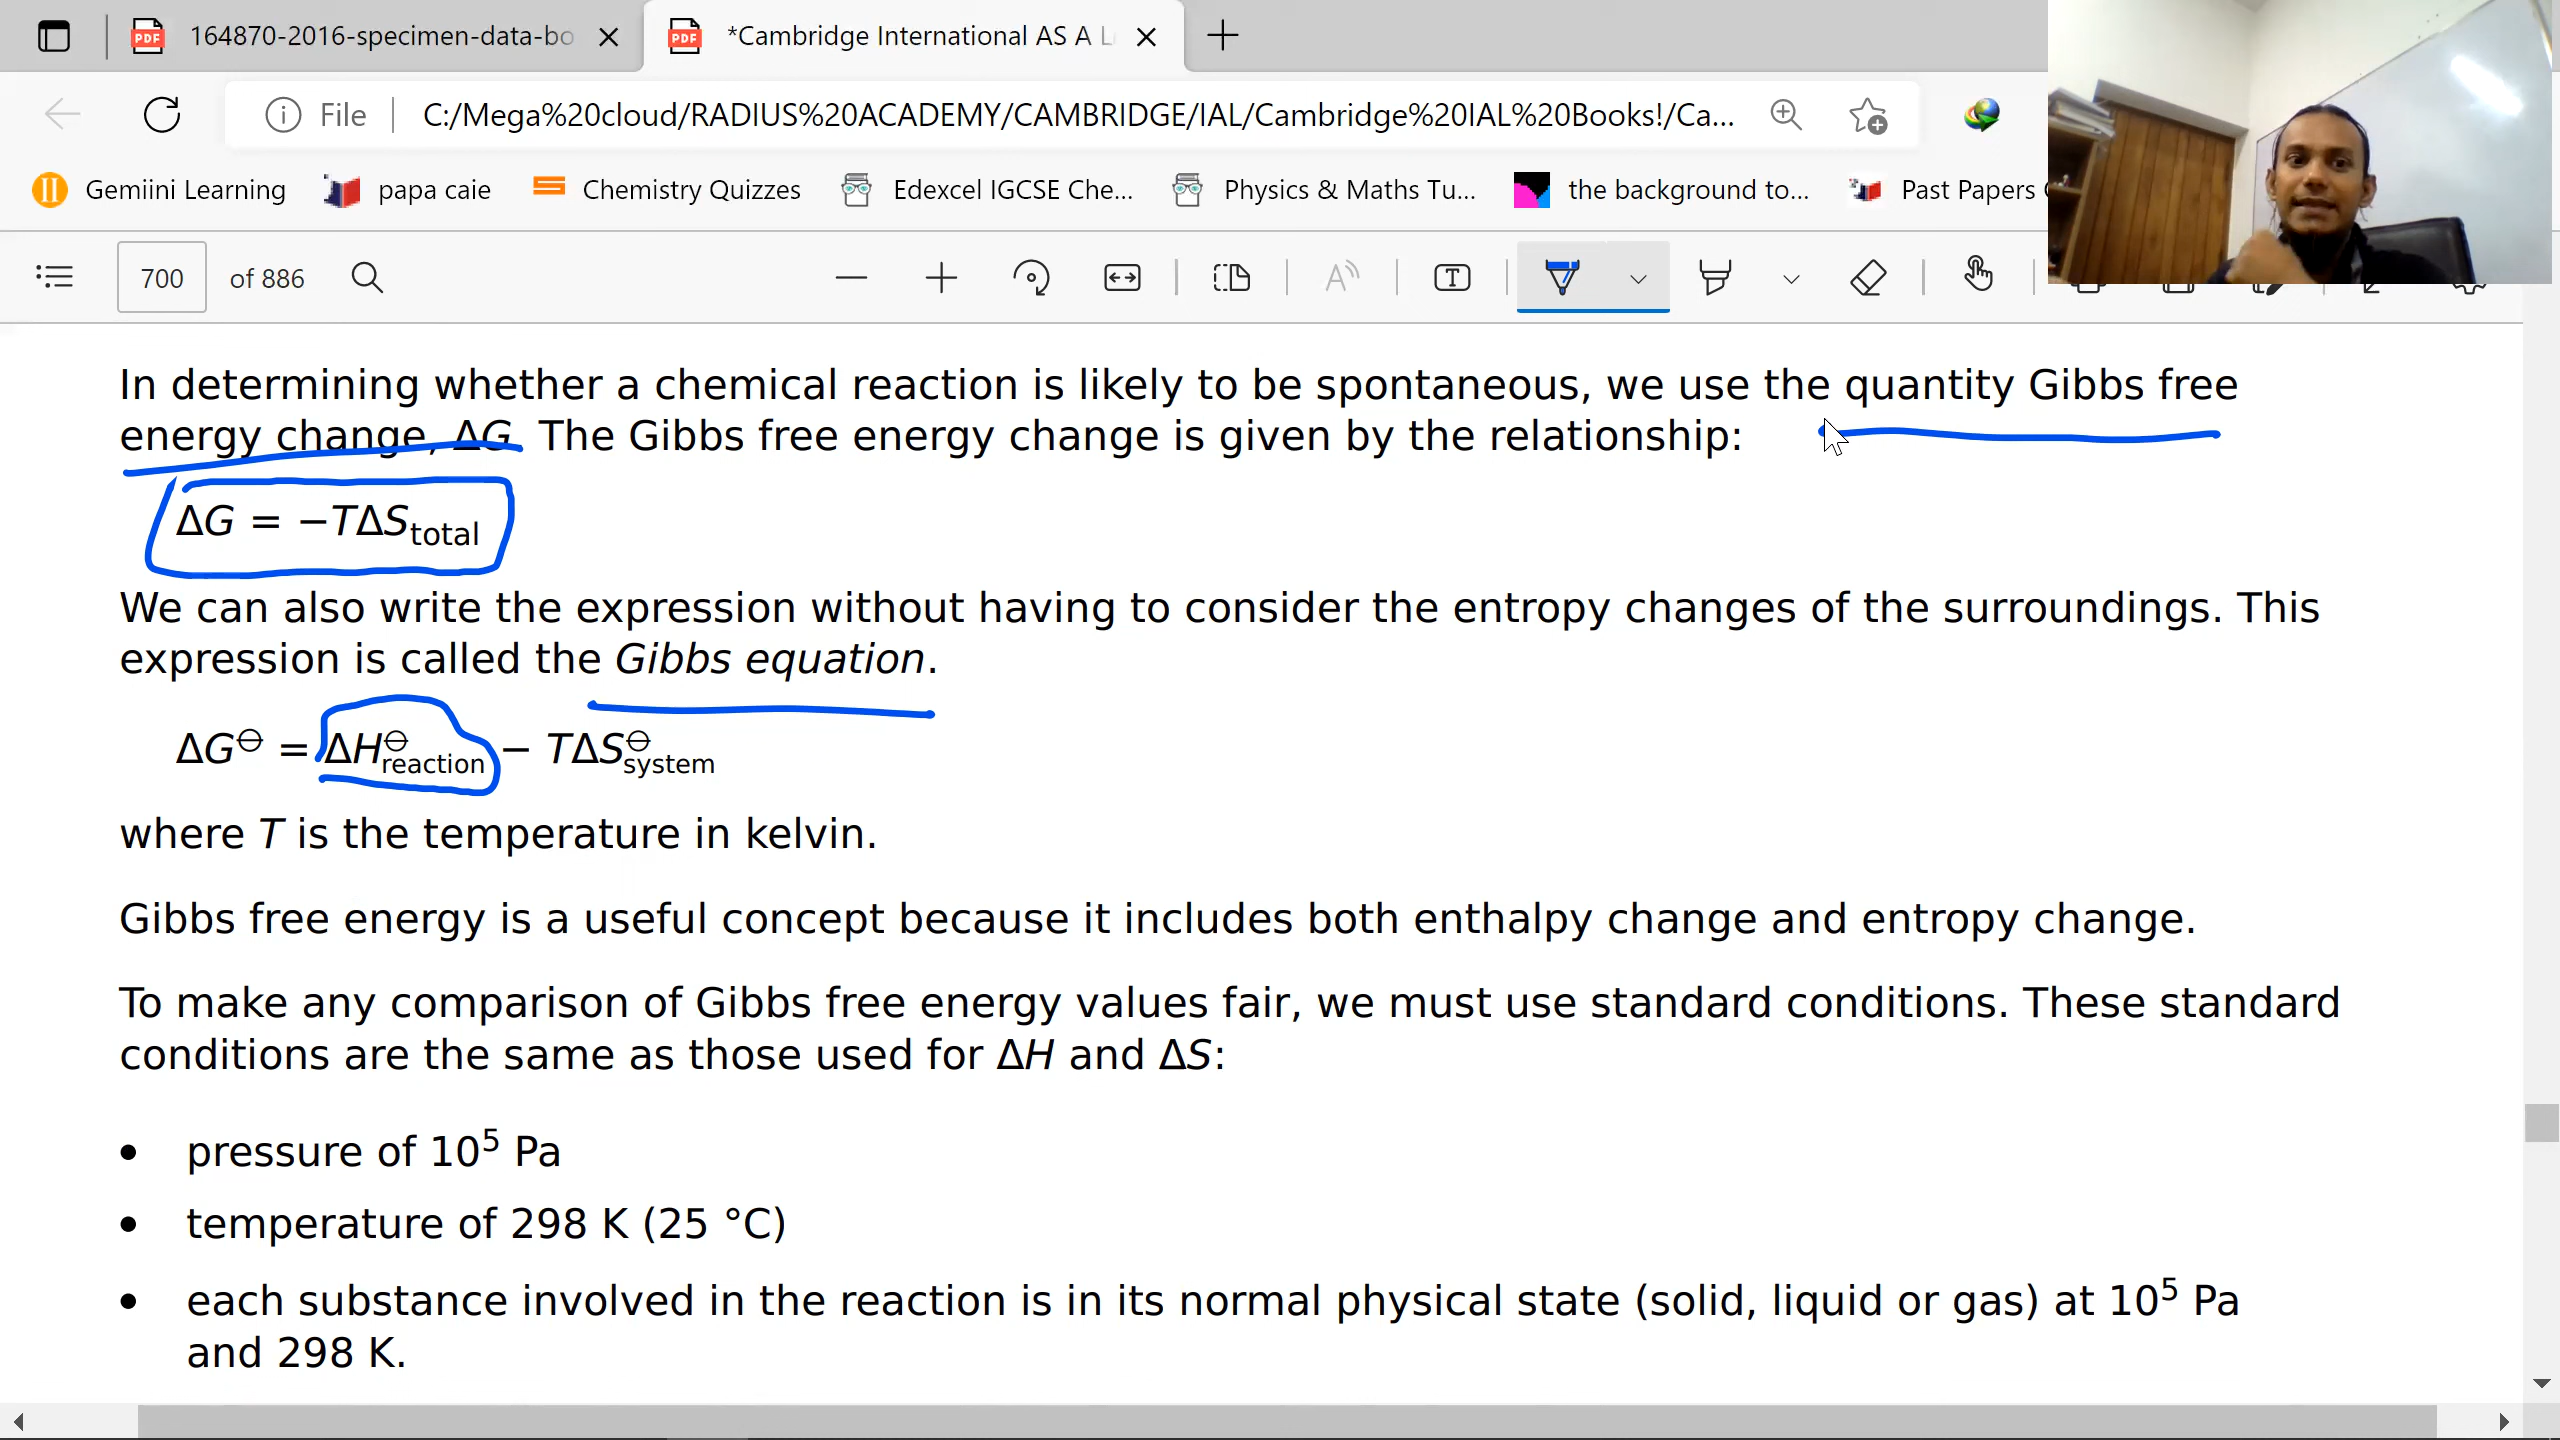 164870-2016-specimen-data-bo
*Cambridge International AS A L
File
C:/Mega%20cloud/RADIUS%20ACADEMY/CAMBRIDGE/IAL/Cambridge%20IAL%20Books!/Ca...
Gemiini Learning
papa caie
Chemistry Quizzes
Edexcel IGCSE Che...
Physics & Maths Tu...
the background to...
Past Papers
700 of 886
In determining whether a chemical reaction is likely to be spontaneous, we use the quantity Gibbs free
energy change, ΔG. The Gibbs free energy change is given by the relationship:
ΔG = −TΔS_total
We can also write the expression without having to consider the entropy changes of the surroundings. This
expression is called the Gibbs equation.
ΔG⊖ = ΔH⊖reaction − TΔS⊖system
where T is the temperature in kelvin.
Gibbs free energy is a useful concept because it includes both enthalpy change and entropy change.
To make any comparison of Gibbs free energy values fair, we must use standard conditions. These standard
conditions are the same as those used for ΔH and ΔS:
• pressure of 10⁵ Pa
• temperature of 298 K (25 °C)
• each substance involved in the reaction is in its normal physical state (solid, liquid or gas) at 10⁵ Pa
and 298 K.